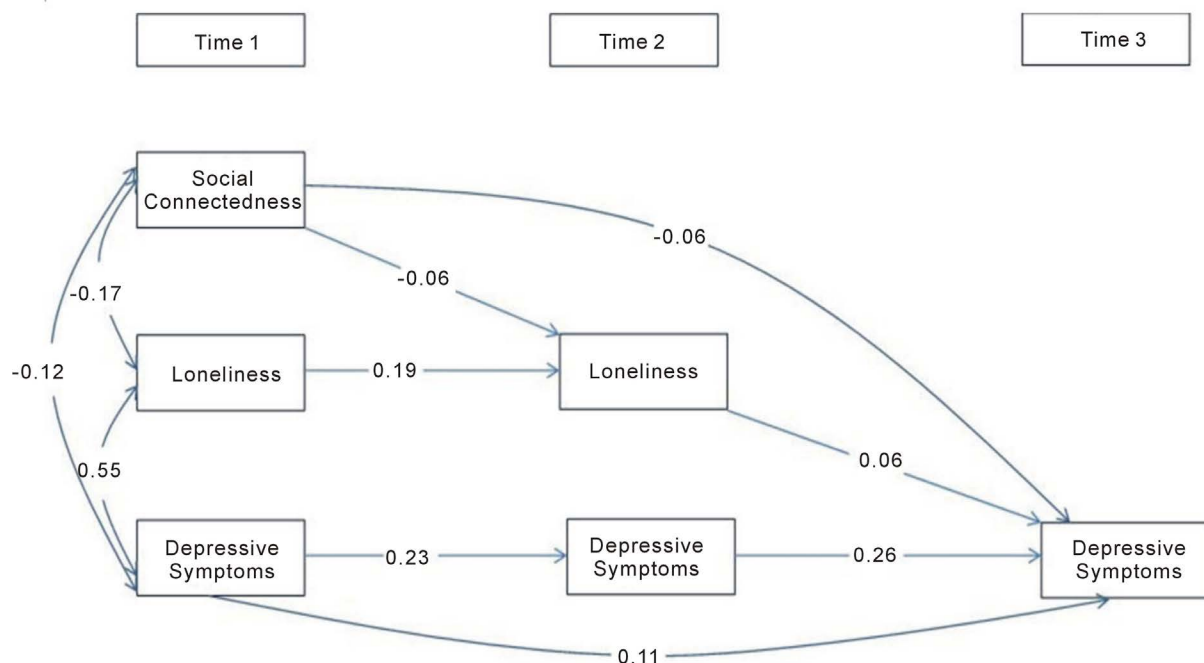 Time 1
Time 2
Time 3
Social
Connectedness
-0.06
-0.06
-0.17
Loneliness
0.19
Loneliness
-0.12
0.06
0.55
Depressive
Symptoms
0.23
Depressive
Symptoms
0.26
Depressive
Symptoms
0.11